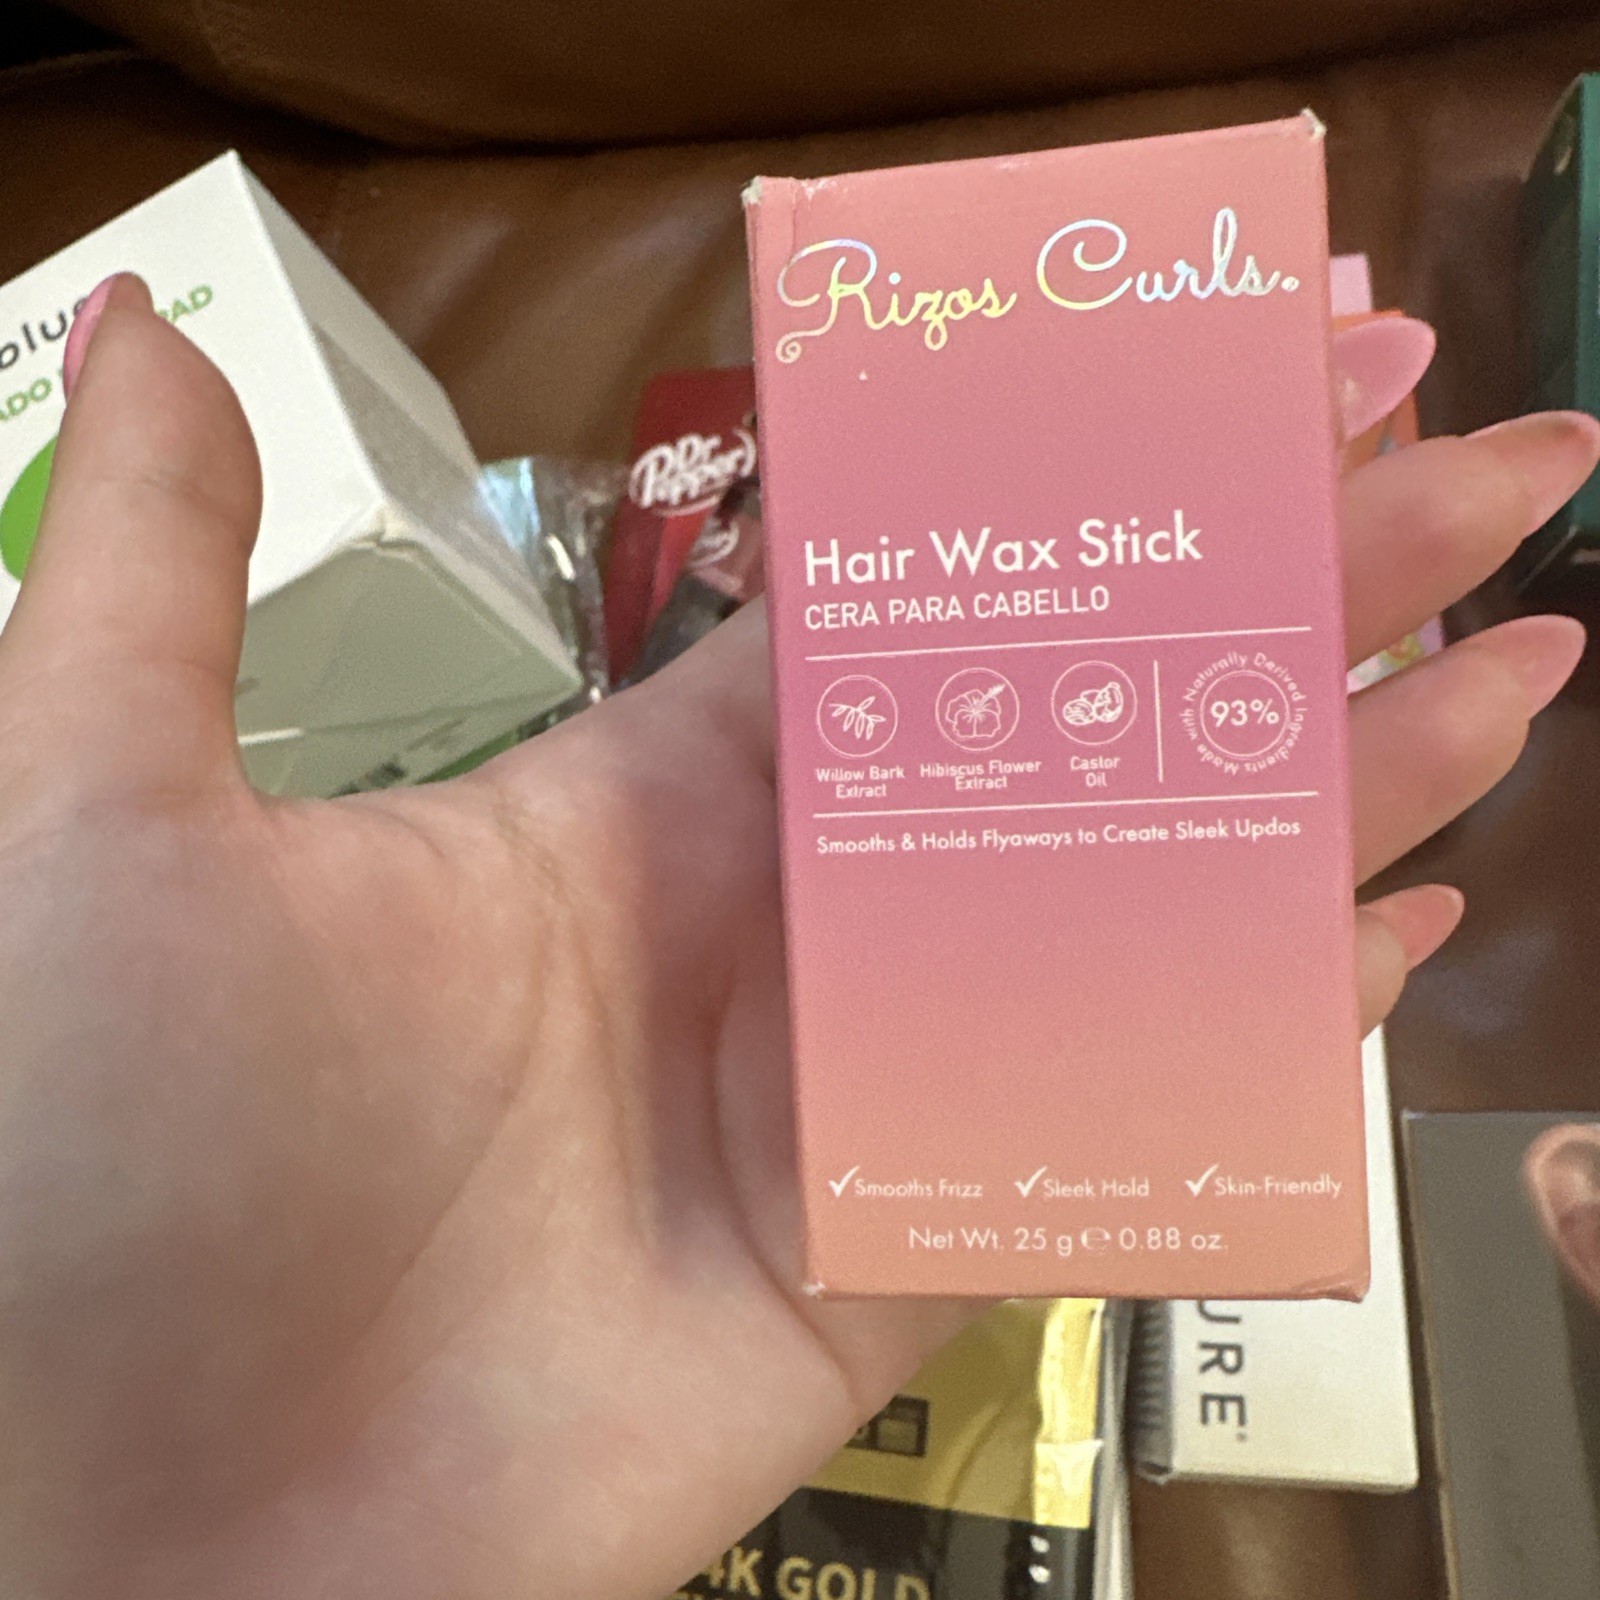 Rizos Curls.
Hair Wax Stick
CERA PARA CABELLO
Willow Bark
Extract
Hibiscus Flower
Extract
Castor
Oil
Made with Naturally Derived Ingredients
93%
Smooths & Holds Flyaways to Create Sleek Updos
✓Smooths Frizz ✓Sleek Hold ✓Skin-Friendly
Net Wt. 25 g ℮ 0.88 oz.
Dr
Pepper
GOLD